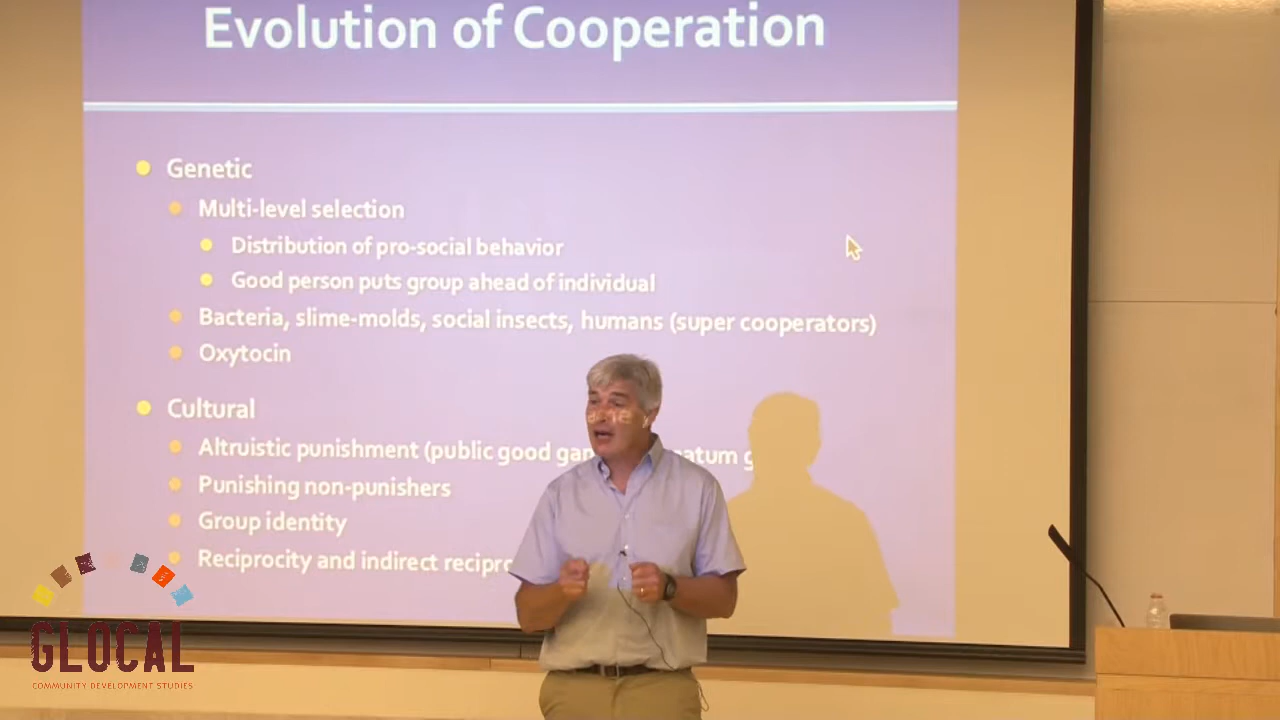 Evolution of Cooperation
Genetic
Multi-level selection
Distribution of pro-social behavior
Good person puts group ahead of individual
Bacteria, slime-molds, social insects, humans (super cooperators)
Oxytocin
Cultural
Altruistic punishment (public good
Punishing non-punishers
Group identity
Reciprocity and indirect
GLOCAL
COMMUNITY DEVELOPMENT STUDIES